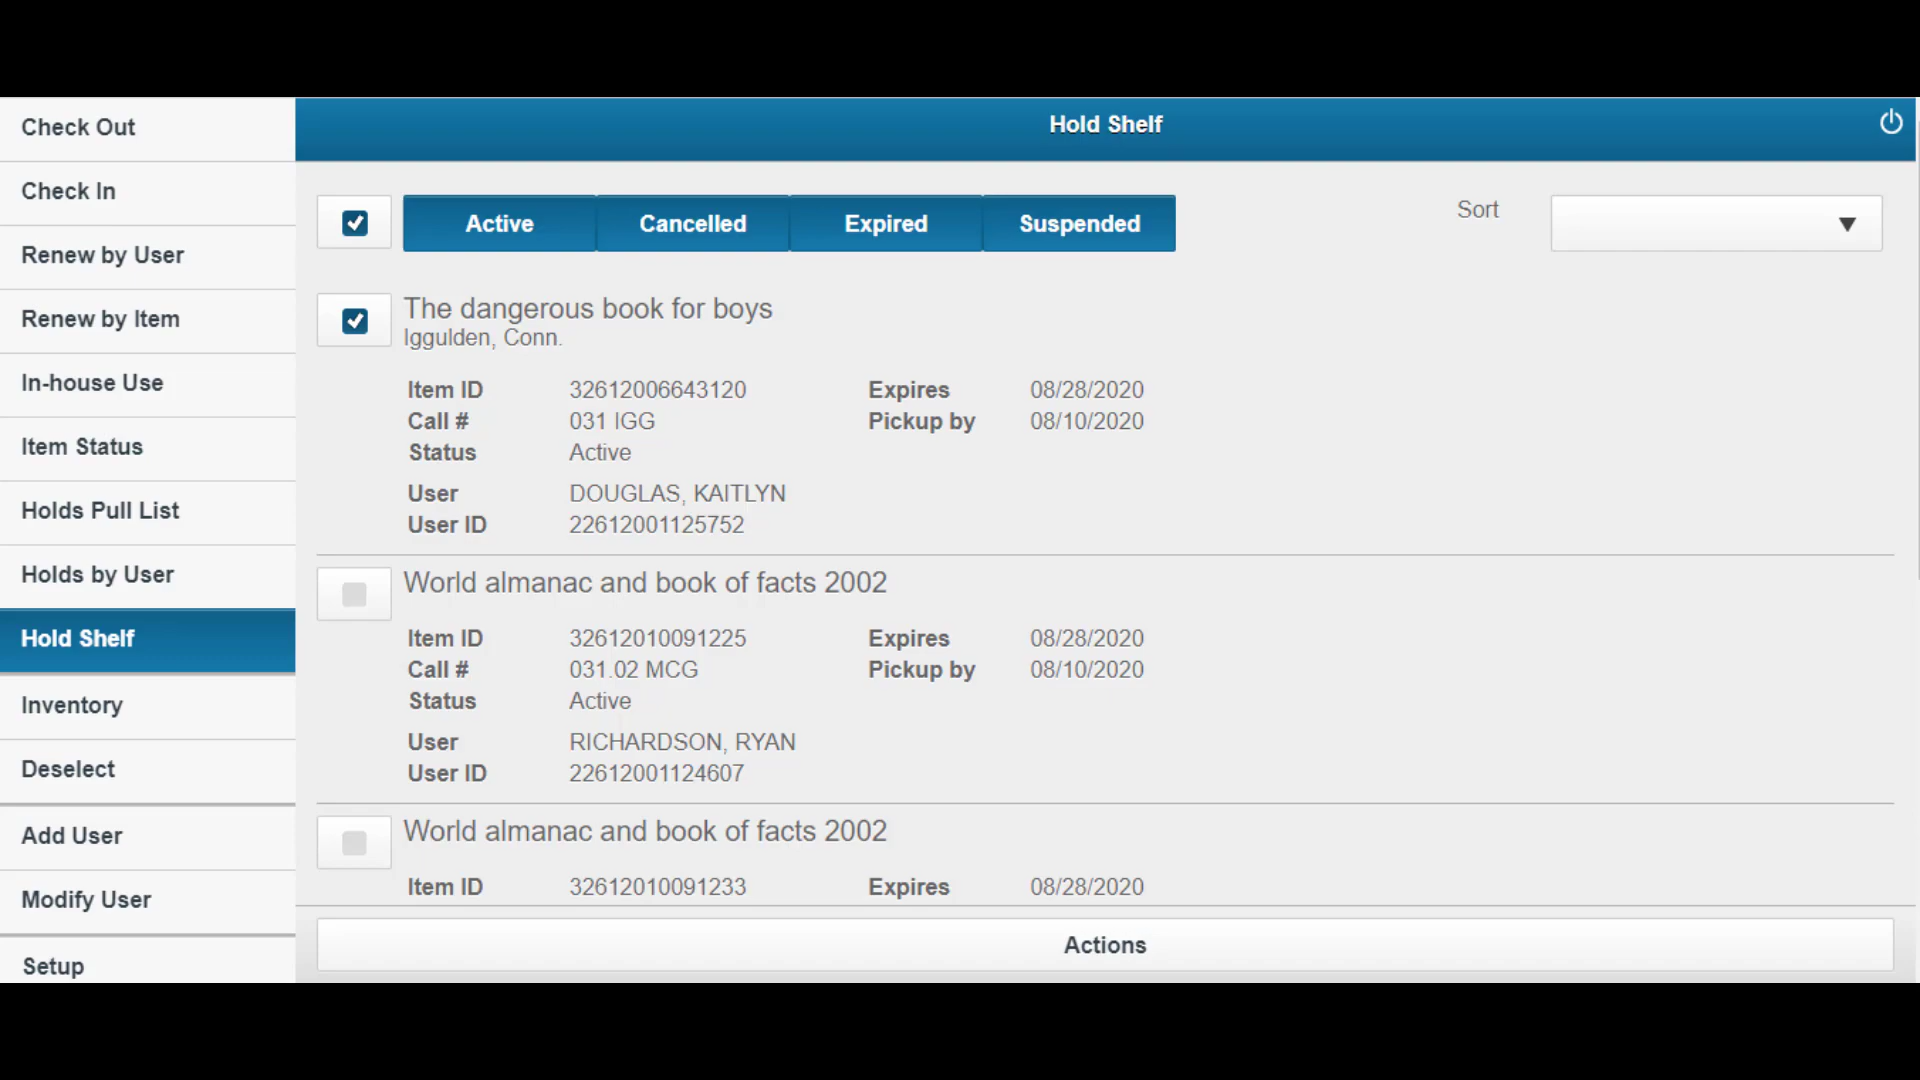 Check Out
Check In
Renew by User
Renew by Item
In-house Use
Item Status
Holds Pull List
Holds by User
Hold Shelf
Inventory
Deselect
Add User
Modify User
Setup
Hold Shelf
Active Cancelled Expired Suspended
Sort
The dangerous book for boys
Iggulden, Conn.
Item ID 32612006643120 Expires 08/28/2020
Call # 031 IGG Pickup by 08/10/2020
Status Active
User DOUGLAS, KAITLYN
User ID 22612001125752
World almanac and book of facts 2002
Item ID 32612010091225 Expires 08/28/2020
Call # 031.02 MCG Pickup by 08/10/2020
Status Active
User RICHARDSON, RYAN
User ID 22612001124607
World almanac and book of facts 2002
Item ID 32612010091233 Expires 08/28/2020
Actions